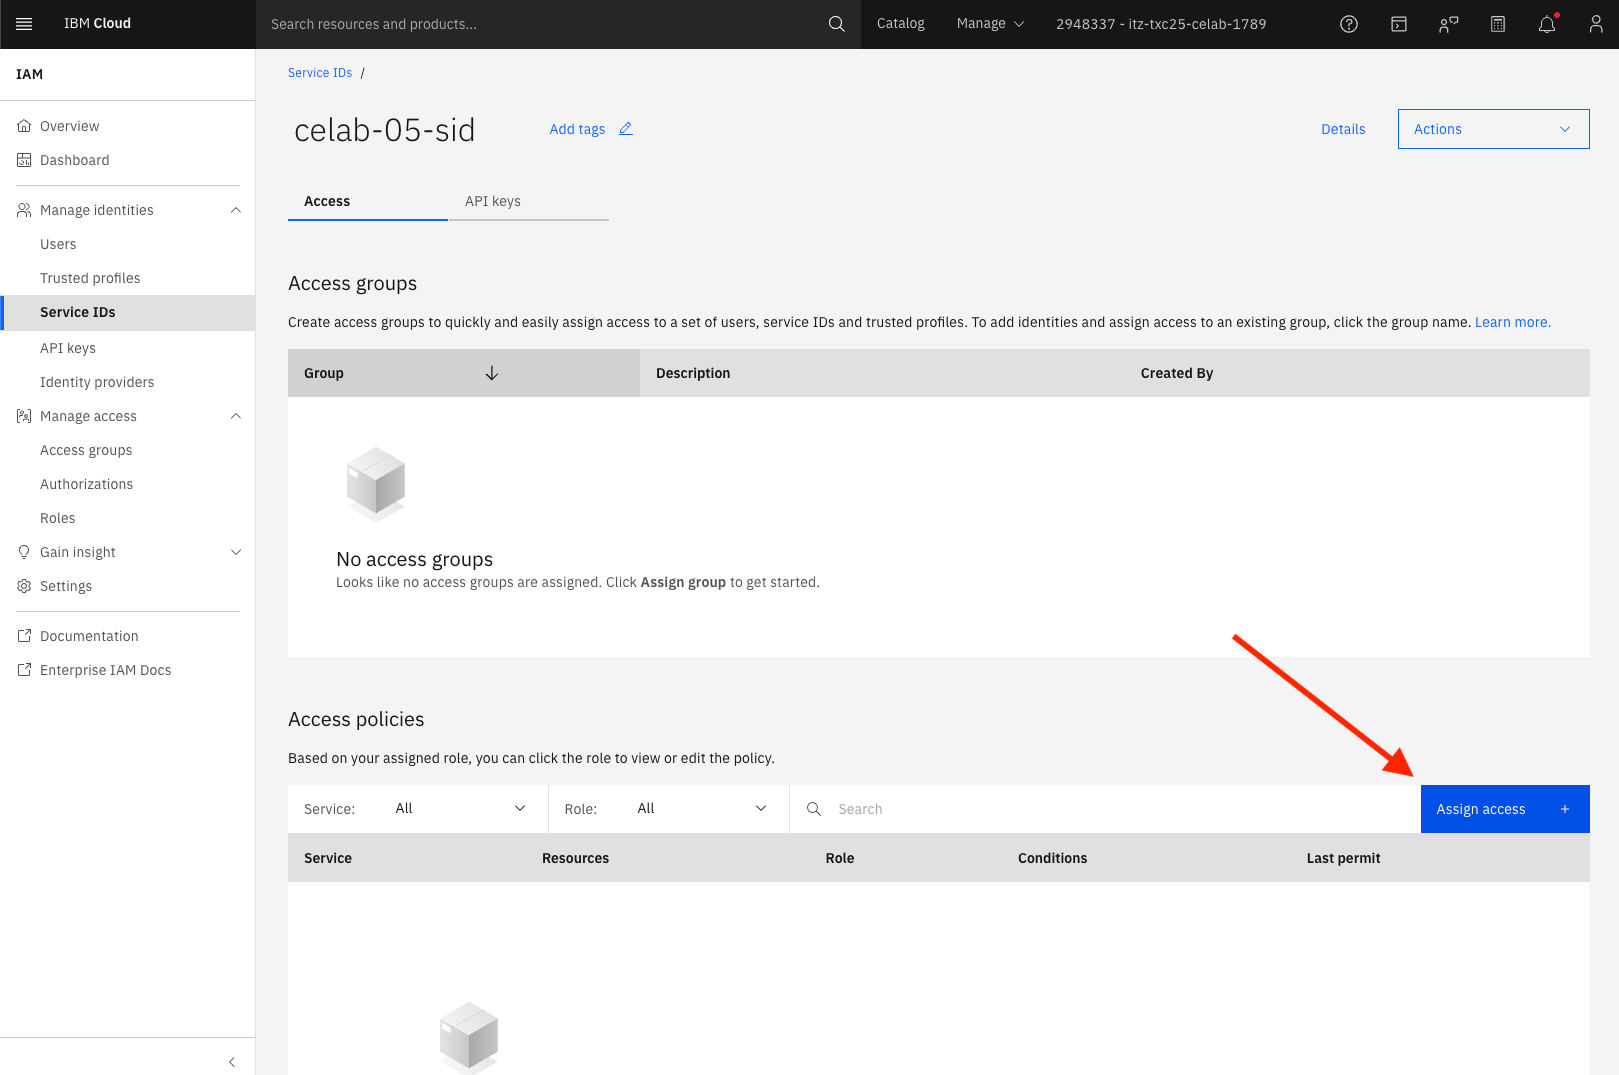 IBM Cloud
Search resources and products...
Catalog
Manage
2948337 - itz-txc25-celab-1789
IAM
Overview
Dashboard
Manage identities
Users
Trusted profiles
Service IDs
API keys
Identity providers
Manage access
Access groups
Authorizations
Roles
Gain insight
Settings
Documentation
Enterprise IAM Docs
Service IDs /
celab-05-sid
Add tags
Details
Actions
Access
API keys
Access groups
Create access groups to quickly and easily assign access to a set of users, service IDs and trusted profiles. To add identities and assign access to an existing group, click the group name. Learn more.
Group
Description
Created By
No access groups
Looks like no access groups are assigned. Click Assign group to get started.
Access policies
Based on your assigned role, you can click the role to view or edit the policy.
Service: All
Role: All
Search
Assign access +
Service
Resources
Role
Conditions
Last permit